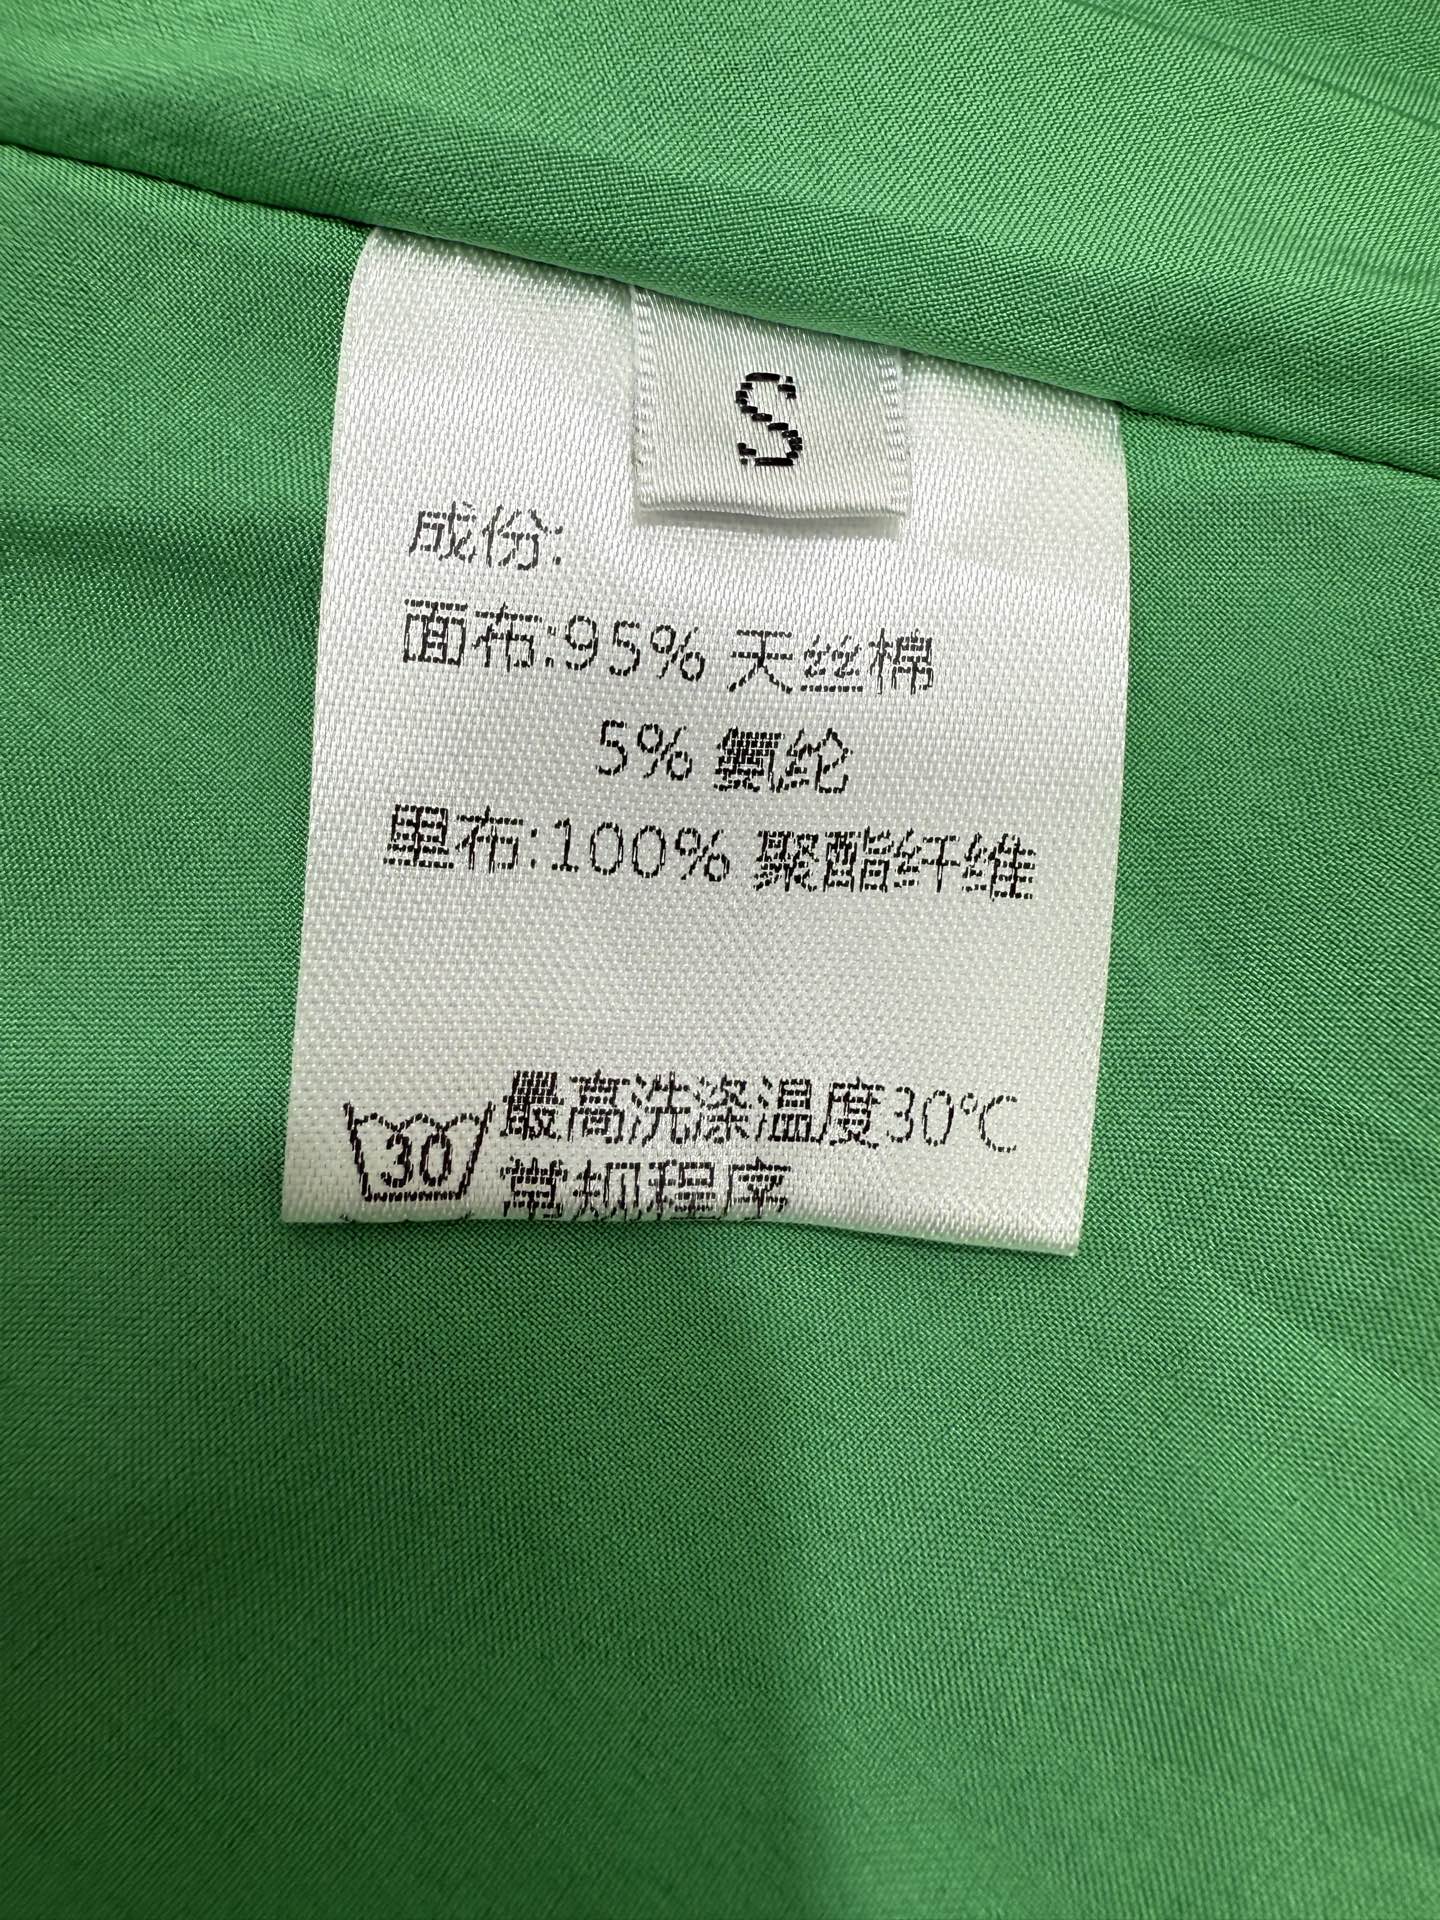 S
成份:
面布:95% 天丝棉
5% 氨纶
里布:100% 聚酯纤维
30
最高洗涤温度30℃
常规程序